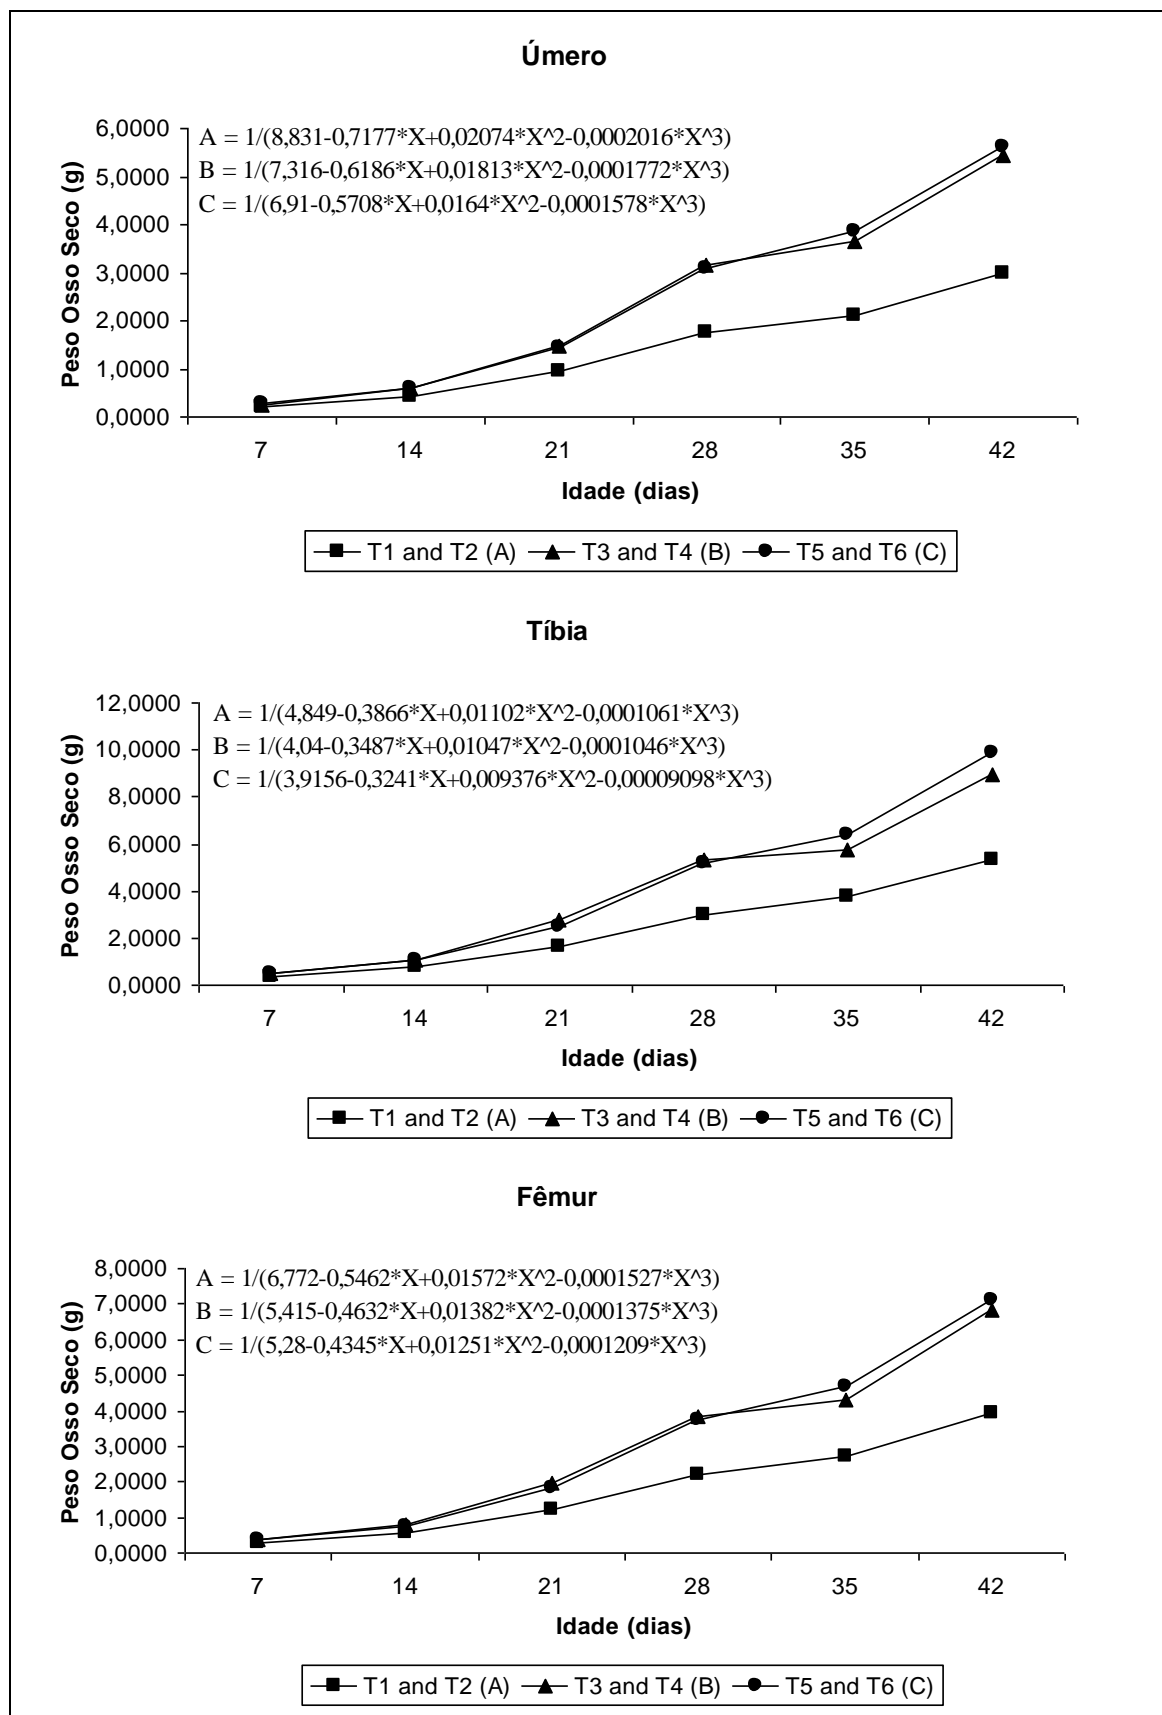 Úmero
6,0000
5,0000
4,0000
3,0000
2,0000
1,0000
0,0000
Peso Osso Seco (g)
A = 1/(8,831-0,7177*X+0,02074*X^2-0,0002016*X^3)
B = 1/(7,316-0,6186*X+0,01813*X^2-0,0001772*X^3)
C = 1/(6,91-0,5708*X+0,0164*X^2-0,0001578*X^3)
7 14 21 28 35 42
Idade (dias)
T1 and T2 (A) T3 and T4 (B) T5 and T6 (C)
Tíbia
12,0000
10,0000
8,0000
6,0000
4,0000
2,0000
0,0000
Peso Osso Seco (g)
A = 1/(4,849-0,3866*X+0,01102*X^2-0,0001061*X^3)
B = 1/(4,04-0,3487*X+0,01047*X^2-0,0001046*X^3)
C = 1/(3,9156-0,3241*X+0,009376*X^2-0,00009098*X^3)
7 14 21 28 35 42
Idade (dias)
T1 and T2 (A) T3 and T4 (B) T5 and T6 (C)
Fêmur
8,0000
7,0000
6,0000
5,0000
4,0000
3,0000
2,0000
1,0000
0,0000
Peso Osso Seco (g)
A = 1/(6,772-0,5462*X+0,01572*X^2-0,0001527*X^3)
B = 1/(5,415-0,4632*X+0,01382*X^2-0,0001375*X^3)
C = 1/(5,28-0,4345*X+0,01251*X^2-0,0001209*X^3)
7 14 21 28 35 42
Idade (dias)
T1 and T2 (A) T3 and T4 (B) T5 and T6 (C)